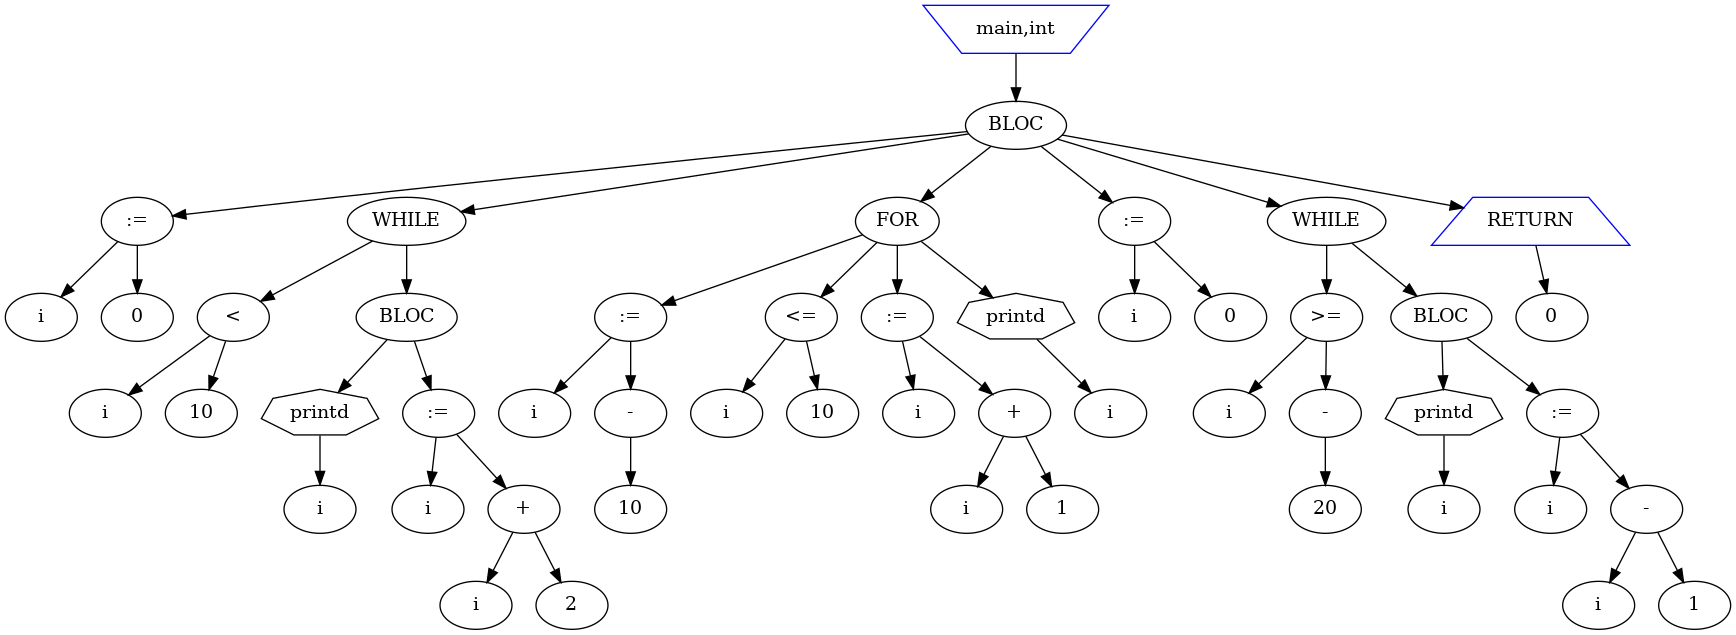 main,int
BLOC
:= WHILE FOR := WHILE RETURN
i 0 < BLOC := <= := printd i 0 >= BLOC 0
i 10 printd := i - i 10 i + i i - printd :=
i i + 10 i 1 20 i i -
i 2 i 1